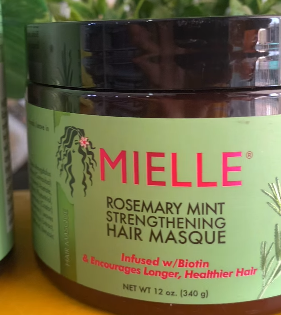 MIELLE®
ROSEMARY MINT
STRENGTHENING
HAIR MASQUE
Infused w/Biotin
& Encourages Longer, Healthier Hair
NET WT 12 oz. (340 g)